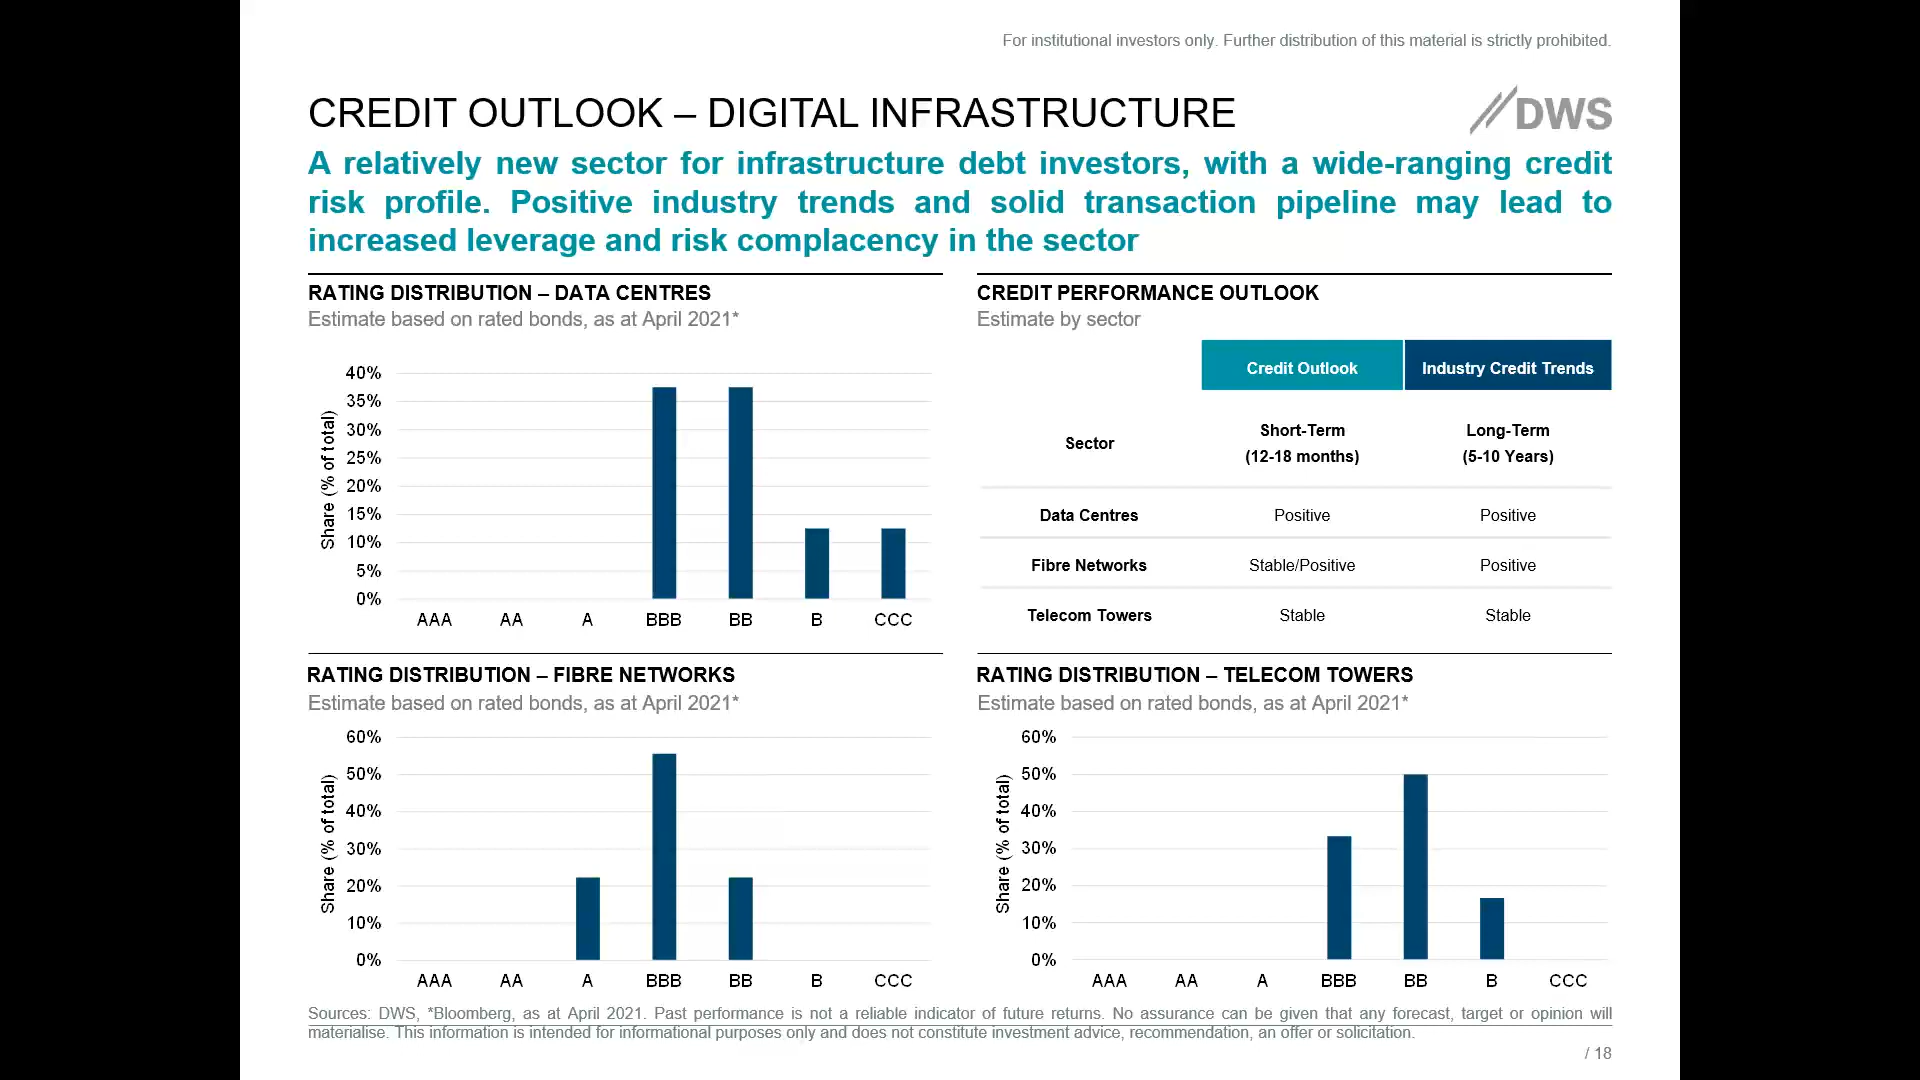 For institutional investors only. Further distribution of this material is strictly prohibited.
CREDIT OUTLOOK – DIGITAL INFRASTRUCTURE
DWS
A relatively new sector for infrastructure debt investors, with a wide-ranging credit
risk profile. Positive industry trends and solid transaction pipeline may lead to
increased leverage and risk complacency in the sector
RATING DISTRIBUTION – DATA CENTRES
Estimate based on rated bonds, as at April 2021*
Share (% of total)
40%
35%
30%
25%
20%
15%
10%
5%
0%
AAA AA A BBB BB B CCC
CREDIT PERFORMANCE OUTLOOK
Estimate by sector
Credit Outlook Industry Credit Trends
Sector
Short-Term
(12-18 months)
Long-Term
(5-10 Years)
Data Centres Positive Positive
Fibre Networks Stable/Positive Positive
Telecom Towers Stable Stable
RATING DISTRIBUTION – FIBRE NETWORKS
Estimate based on rated bonds, as at April 2021*
Share (% of total)
60%
50%
40%
30%
20%
10%
0%
AAA AA A BBB BB B CCC
RATING DISTRIBUTION – TELECOM TOWERS
Estimate based on rated bonds, as at April 2021*
Share (% of total)
60%
50%
40%
30%
20%
10%
0%
AAA AA A BBB BB B CCC
Sources: DWS, *Bloomberg, as at April 2021. Past performance is not a reliable indicator of future returns. No assurance can be given that any forecast, target or opinion will
materialise. This information is intended for informational purposes only and does not constitute investment advice, recommendation, an offer or solicitation.
/ 18